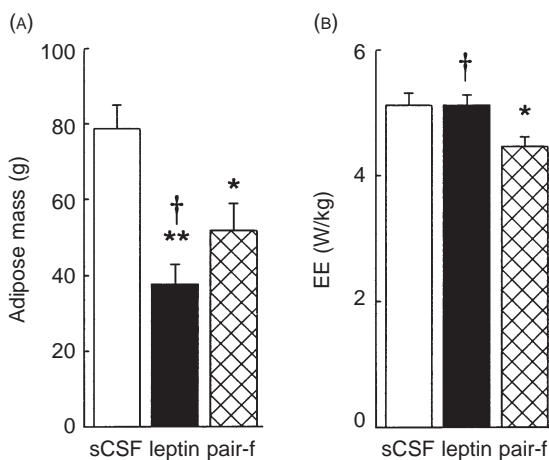 (A)
Adipose mass (g)
100
80
60
40
20
0
†
**
*
sCSF leptin pair-f
(B)
EE (W/kg)
6
4
2
0
†
*
sCSF leptin pair-f